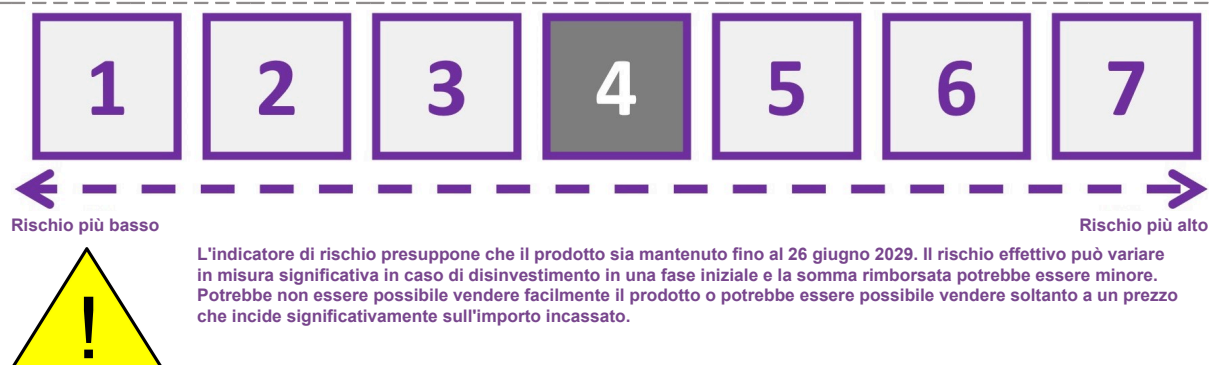 1 2 3 4 5 6 7
Rischio più basso Rischio più alto
L'indicatore di rischio presuppone che il prodotto sia mantenuto fino al 26 giugno 2029. Il rischio effettivo può variare
in misura significativa in caso di disinvestimento in una fase iniziale e la somma rimborsata potrebbe essere minore.
Potrebbe non essere possibile vendere facilmente il prodotto o potrebbe essere possibile vendere soltanto a un prezzo
che incide significativamente sull'importo incassato.
!